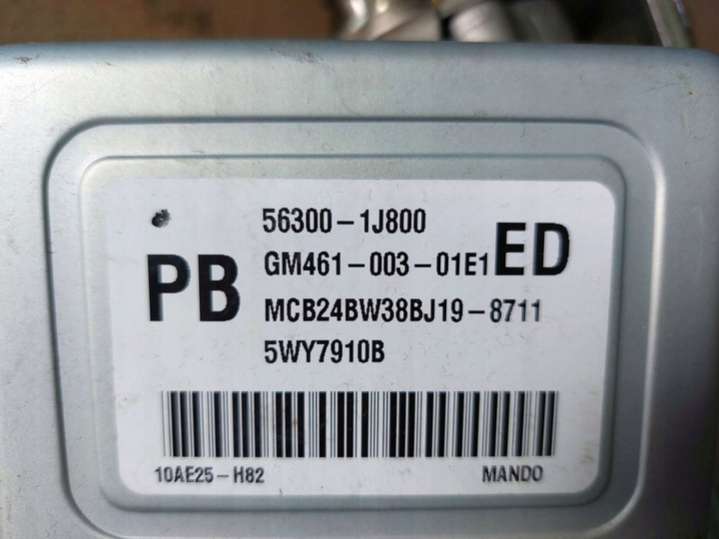 56300-1J800
PB GM461-003-01E1 ED
MCB24BW38BJ19-8711
5WY7910B
10AE25-H82 MANDO